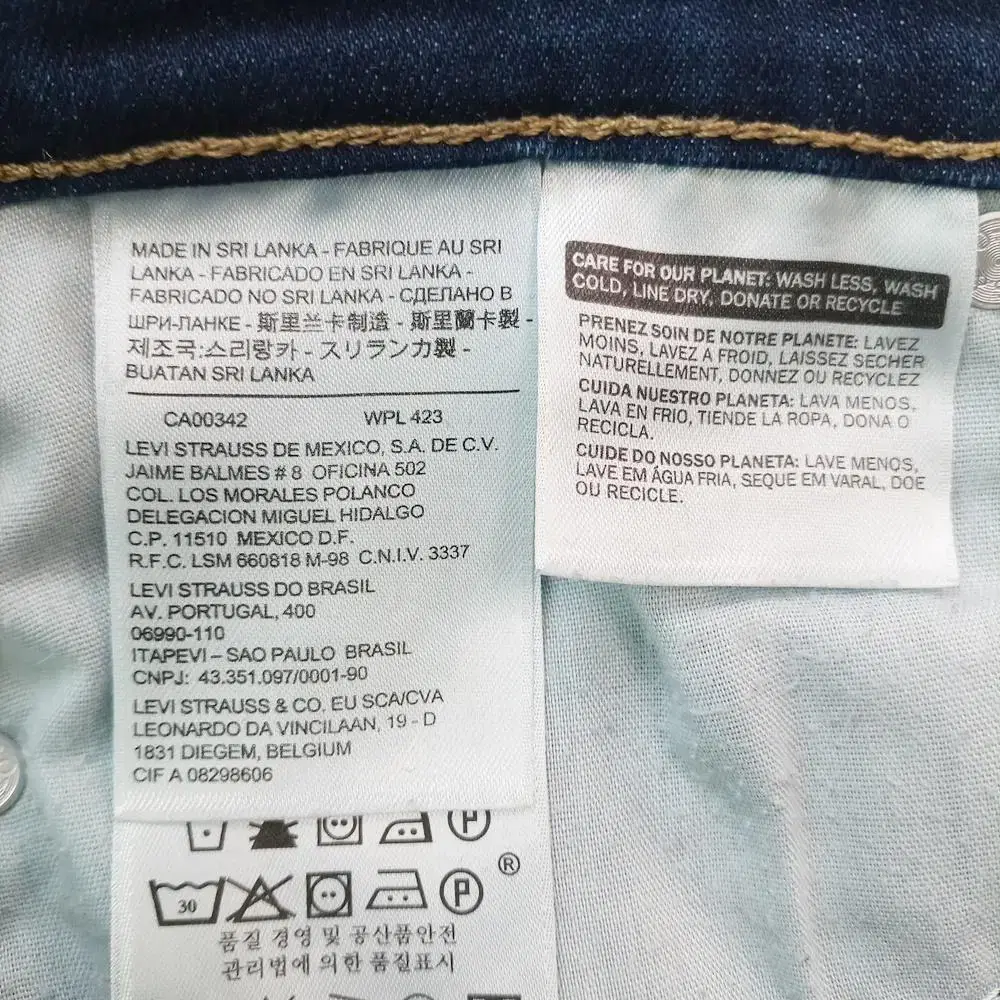 MADE IN SRI LANKA - FABRIQUE AU SRI
LANKA - FABRICADO EN SRI LANKA -
FABRICADO NO SRI LANKA - СДЕЛАНО В
ШРИ-ЛАНКЕ - 斯里兰卡制造 - 斯里蘭卡製 -
제조국:스리랑카 - スリランカ製 -
BUATAN SRI LANKA
CA00342 WPL 423
LEVI STRAUSS DE MEXICO, S.A. DE C.V.
JAIME BALMES # 8 OFICINA 502
COL. LOS MORALES POLANCO
DELEGACION MIGUEL HIDALGO
C.P. 11510 MEXICO D.F.
R.F.C. LSM 660818 M-98 C.N.I.V. 3337
LEVI STRAUSS DO BRASIL
AV. PORTUGAL, 400
06990-110
ITAPEVI – SAO PAULO BRASIL
CNPJ: 43.351.097/0001-90
LEVI STRAUSS & CO. EU SCA/CVA
LEONARDO DA VINCILAAN, 19 - D
1831 DIEGEM, BELGIUM
CIF A 08298606
P
®
30 P
품질 경영 및 공산품안전
관리법에 의한 품질표시
CARE FOR OUR PLANET: WASH LESS, WASH
COLD, LINE DRY, DONATE OR RECYCLE
PRENEZ SOIN DE NOTRE PLANETE: LAVEZ
MOINS, LAVEZ A FROID, LAISSEZ SECHER
NATURELLEMENT, DONNEZ OU RECYCLEZ
CUIDA NUESTRO PLANETA: LAVA MENOS,
LAVA EN FRIO, TIENDE LA ROPA, DONA O
RECICLA.
CUIDE DO NOSSO PLANETA: LAVE MENOS,
LAVE EM ÁGUA FRIA, SEQUE EM VARAL, DOE
OU RECICLE.